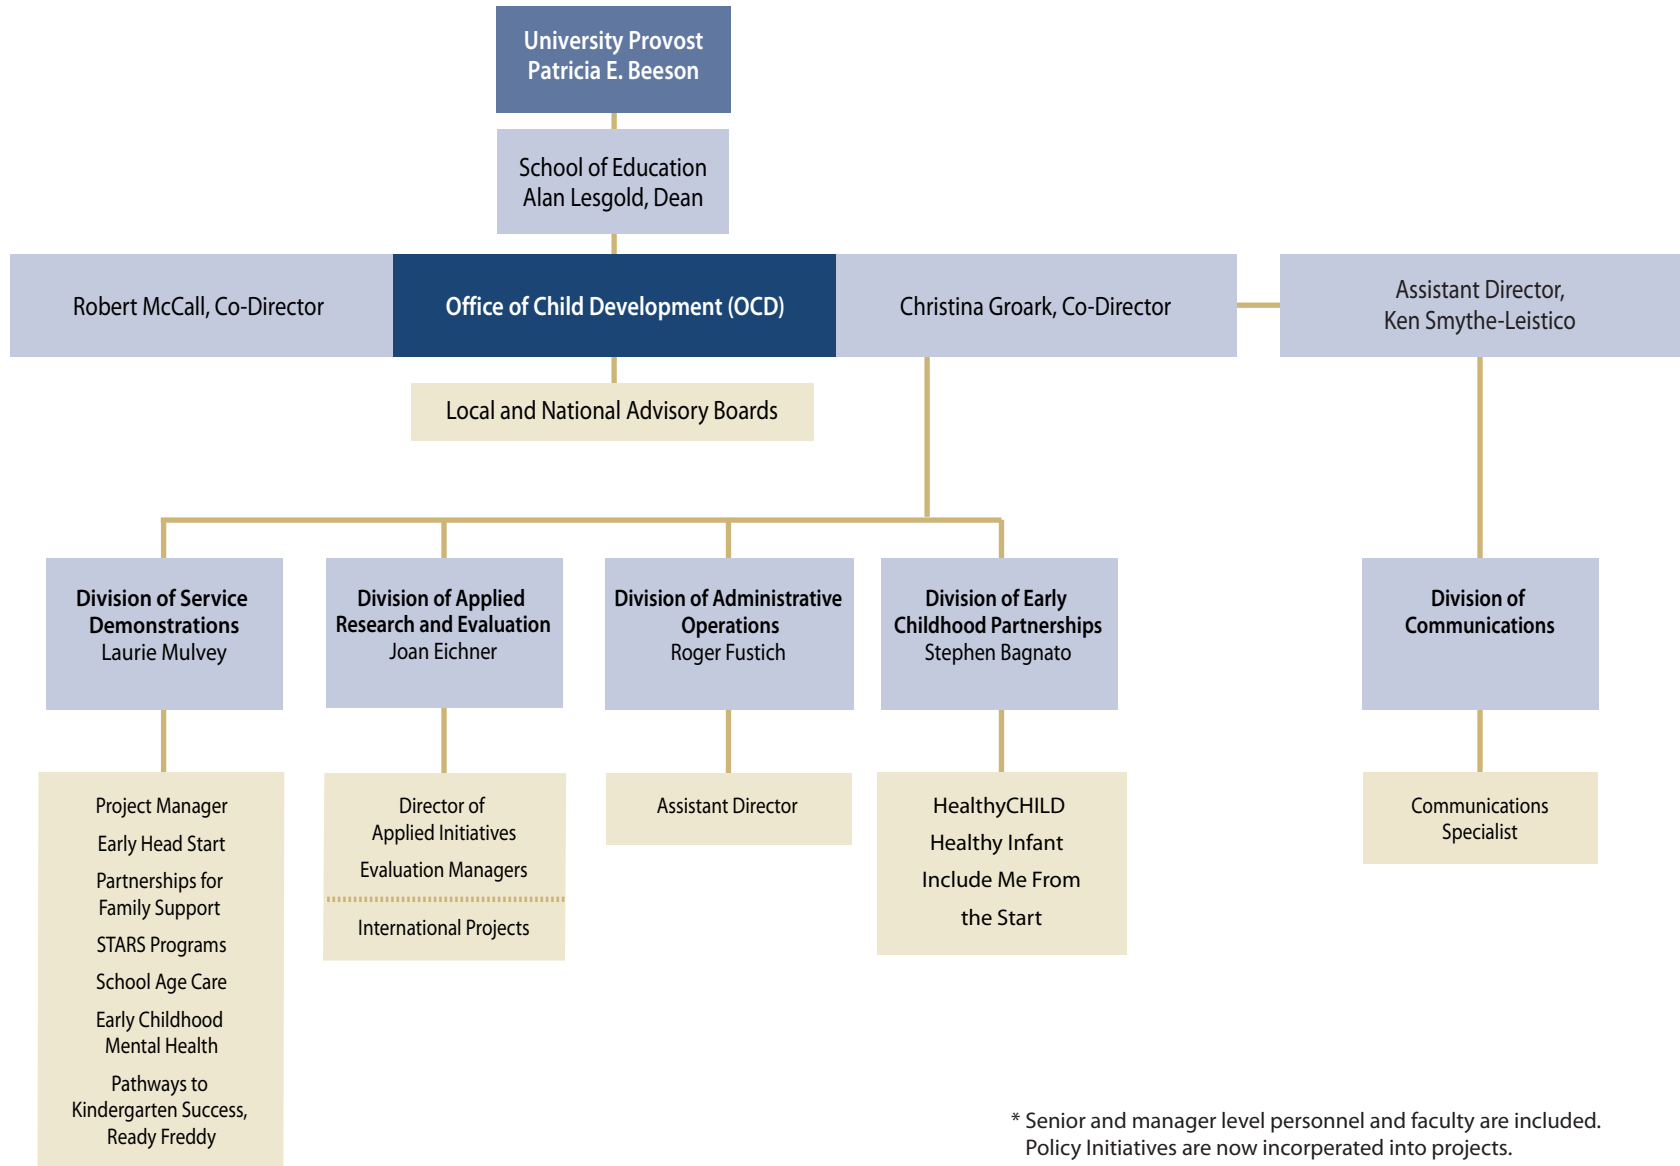 University Provost
Patricia E. Beeson
School of Education
Alan Lesgold, Dean
Robert McCall, Co-Director
Office of Child Development (OCD)
Christina Groark, Co-Director
Assistant Director,
Ken Smythe-Leistico
Local and National Advisory Boards
Division of Service
Demonstrations
Laurie Mulvey
Division of Applied
Research and Evaluation
Joan Eichner
Division of Administrative
Operations
Roger Fustich
Division of Early
Childhood Partnerships
Stephen Bagnato
Division of
Communications
Project Manager
Early Head Start
Partnerships for
Family Support
STARS Programs
School Age Care
Early Childhood
Mental Health
Pathways to
Kindergarten Success,
Ready Freddy
Director of
Applied Initiatives
Evaluation Managers
International Projects
Assistant Director
HealthyCHILD
Healthy Infant
Include Me From
the Start
Communications
Specialist
* Senior and manager level personnel and faculty are included.
Policy Initiatives are now incorperated into projects.